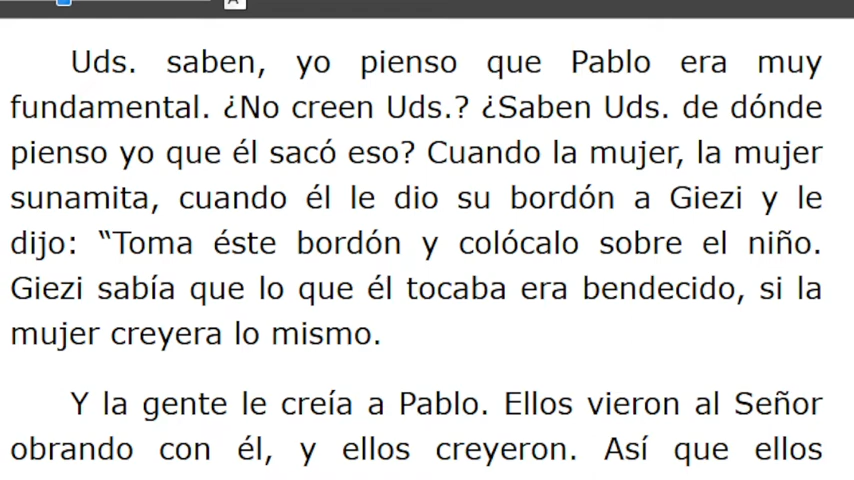 Uds. saben, yo pienso que Pablo era muy
fundamental. ¿No creen Uds.? ¿Saben Uds. de dónde
pienso yo que él sacó eso? Cuando la mujer, la mujer
sunamita, cuando él le dio su bordón a Giezi y le
dijo: “Toma éste bordón y colócalo sobre el niño.
Giezi sabía que lo que él tocaba era bendecido, si la
mujer creyera lo mismo.
Y la gente le creía a Pablo. Ellos vieron al Señor
obrando con él, y ellos creyeron. Así que ellos